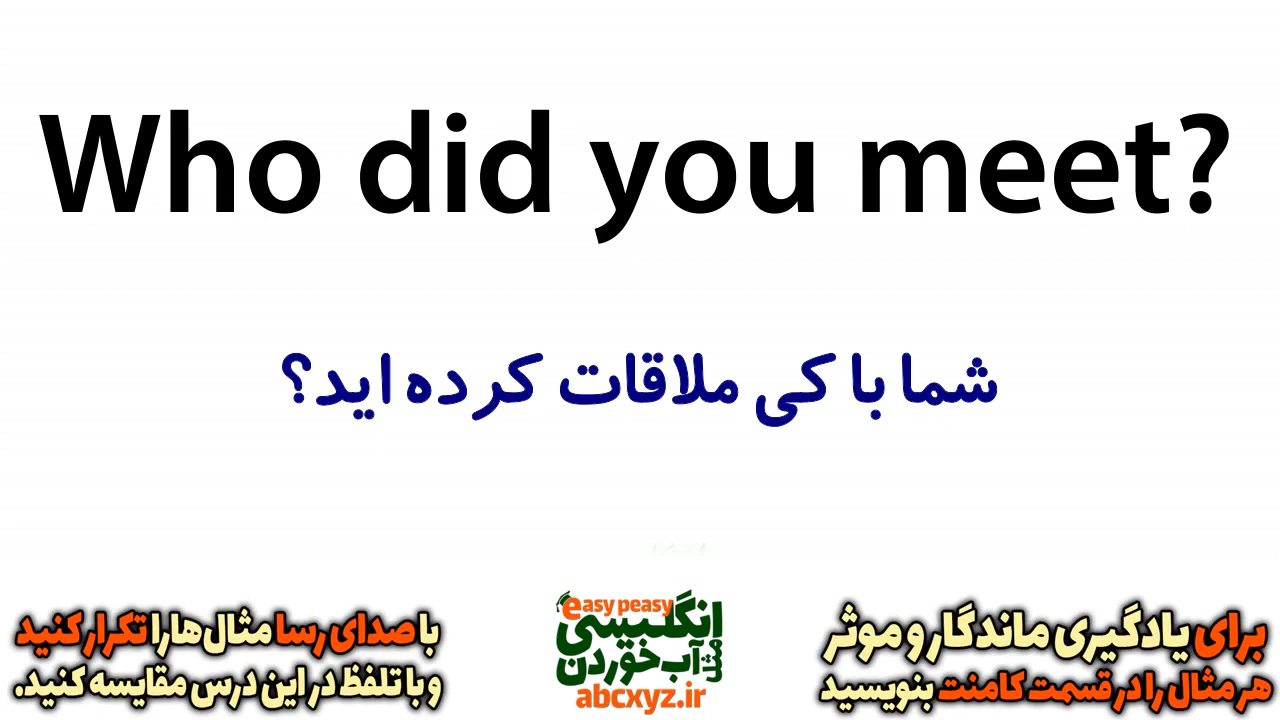 Who did you meet?
شما با کی ملاقات کرده اید؟
برای یادگیری ماندگار و موثر
هر مثال را در قسمت کامنت بنویسید
easy peasy
انگلیسی
مثل آب خوردن
abcxyz.ir
با صدای رسا مثال‌ها را تکرار کنید
و با تلفظ در این درس مقایسه کنید.